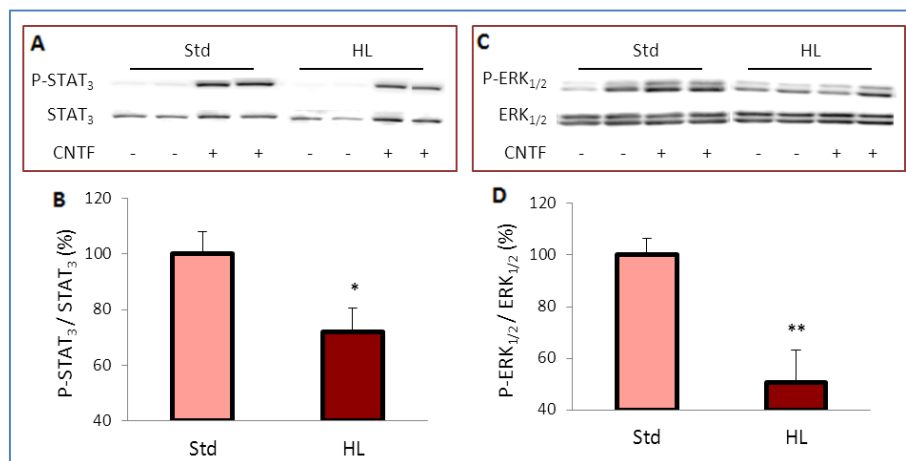 A
Std HL
P-STAT₃
STAT₃
CNTF - - + + - - + +
C
Std HL
P-ERK₁/₂
ERK₁/₂
CNTF - - + + - - + +
B
P-STAT₃ / STAT₃ (%)
120
100
80
60
40
*
Std HL
D
P-ERK₁/₂ / ERK₁/₂ (%)
120
100
80
60
40
**
Std HL